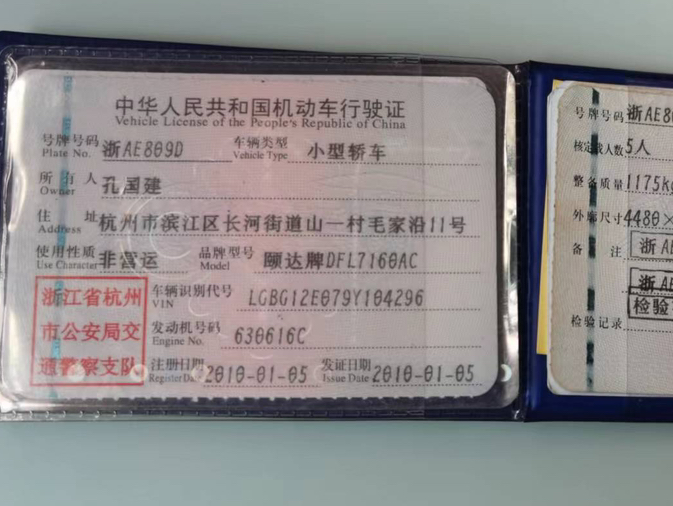 中华人民共和国机动车行驶证
Vehicle License of the People's Republic of China
号牌号码 浙AE809D 车辆类型 小型轿车
Plate No. Vehicle Type
所有人 孔国建
Owner
住址 杭州市滨江区长河街道山一村毛家沿11号
Address
使用性质 非营运 品牌型号 颐达牌DFL7160AC
Use Character Model
浙江省杭州
市公安局交
通警察支队
车辆识别代号 LGBG12E079Y104296
VIN
发动机号码 630616C
Engine No.
注册日期 2010-01-05 发证日期 2010-01-05
Register Date Issue Date
号牌号码 浙AE80
核定载人数 5人
整备质量 1175kg
外廓尺寸 4480×
备注 浙A
浙AE
检验
检验记录